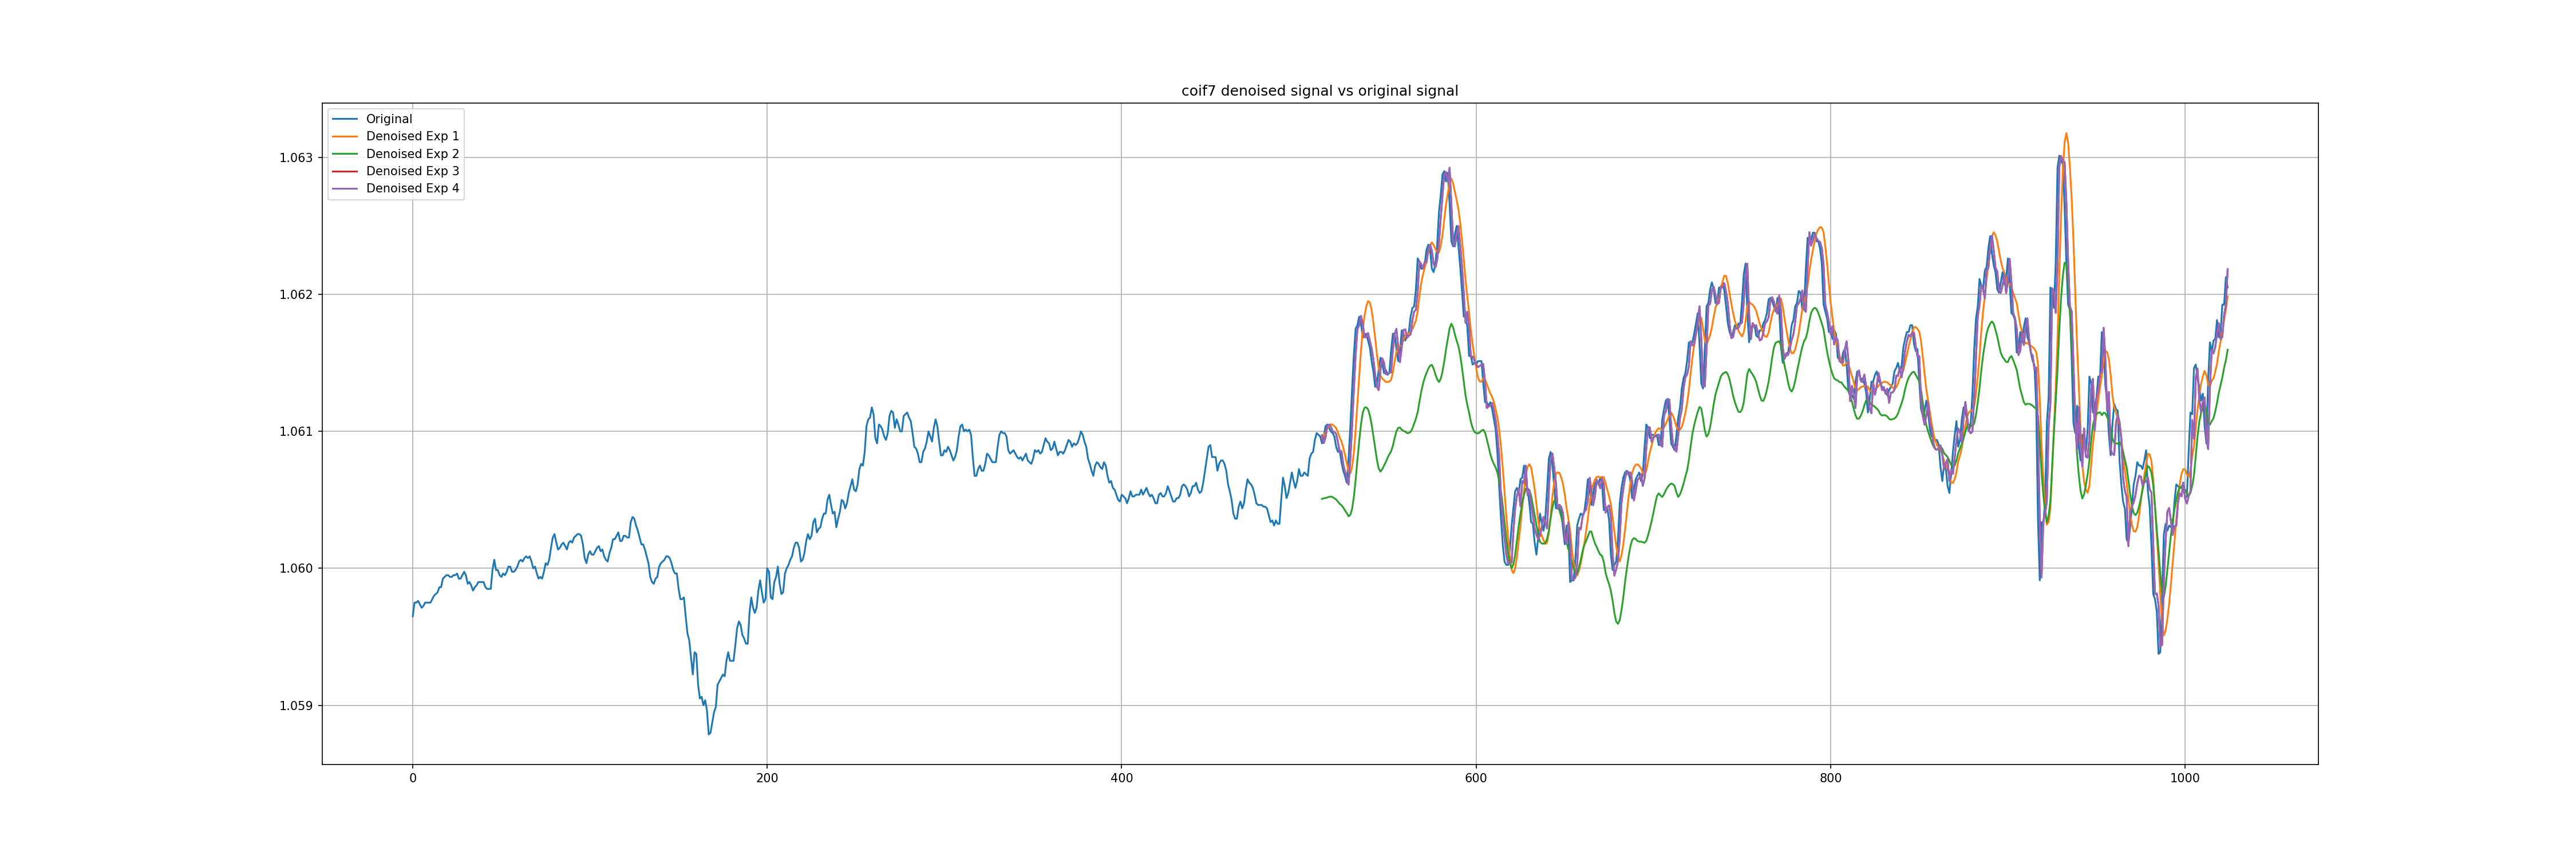 coif7 denoised signal vs original signal
Original
Denoised Exp 1
Denoised Exp 2
Denoised Exp 3
Denoised Exp 4
1.063
1.062
1.061
1.060
1.059
0 200 400 600 800 1000